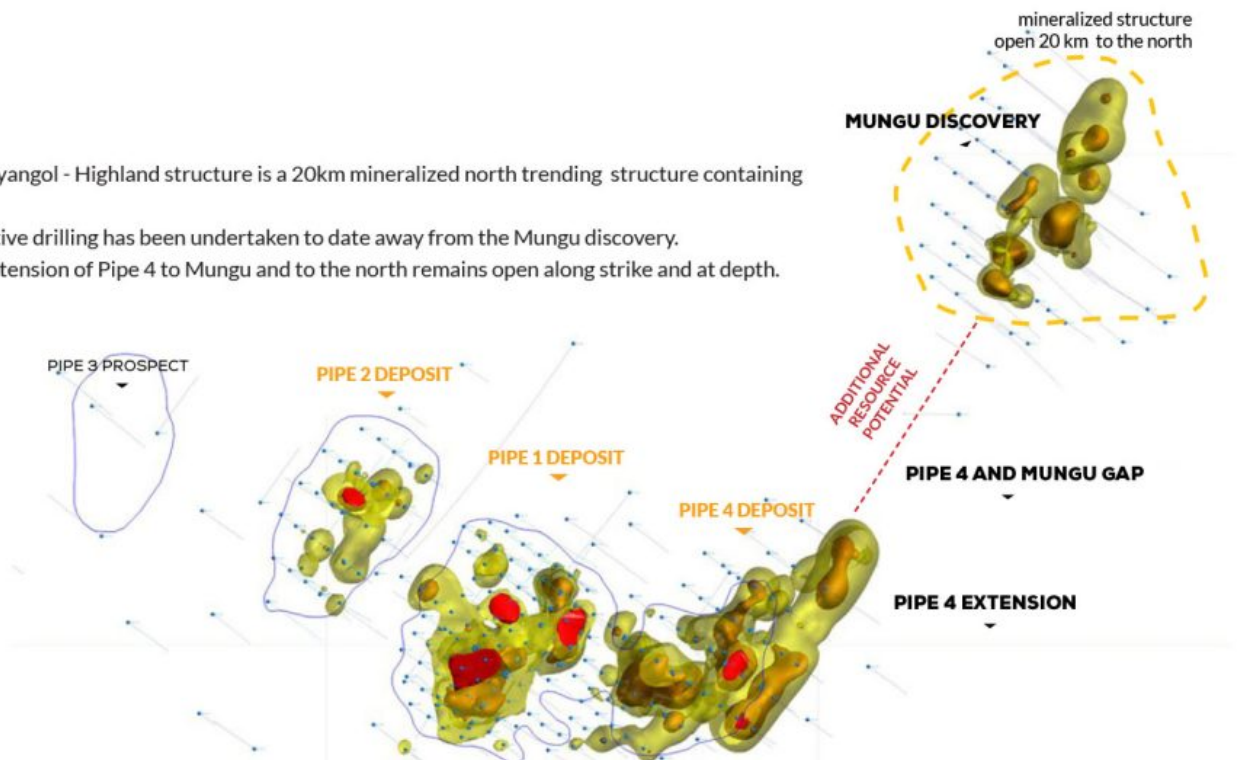 mineralized structure
open 20 km to the north
MUNGU DISCOVERY
yangol - Highland structure is a 20km mineralized north trending structure containing
tive drilling has been undertaken to date away from the Mungu discovery.
tension of Pipe 4 to Mungu and to the north remains open along strike and at depth.
PIPE 3 PROSPECT
PIPE 2 DEPOSIT
ADDITIONAL
RESOURCE
POTENTIAL
PIPE 1 DEPOSIT
PIPE 4 AND MUNGU GAP
PIPE 4 DEPOSIT
PIPE 4 EXTENSION